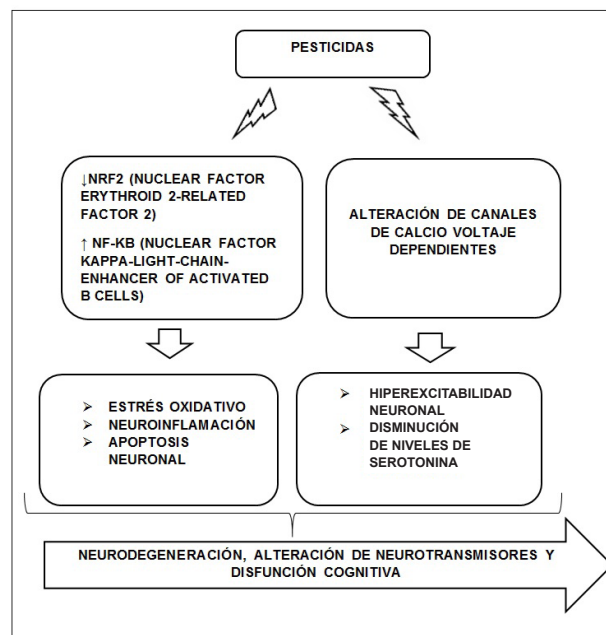 PESTICIDAS
↓NRF2 (NUCLEAR FACTOR
ERYTHROID 2-RELATED
FACTOR 2)
↑ NF-KB (NUCLEAR FACTOR
KAPPA-LIGHT-CHAIN-
ENHANCER OF ACTIVATED
B CELLS)
ALTERACIÓN DE CANALES
DE CALCIO VOLTAJE
DEPENDIENTES
➢ ESTRÉS OXIDATIVO
➢ NEUROINFLAMACIÓN
➢ APOPTOSIS
NEURONAL
➢ HIPEREXCITABILIDAD
NEURONAL
➢ DISMINUCIÓN
DE NIVELES DE
SEROTONINA
NEURODEGENERACIÓN, ALTERACIÓN DE NEUROTRANSMISORES Y
DISFUNCIÓN COGNITIVA